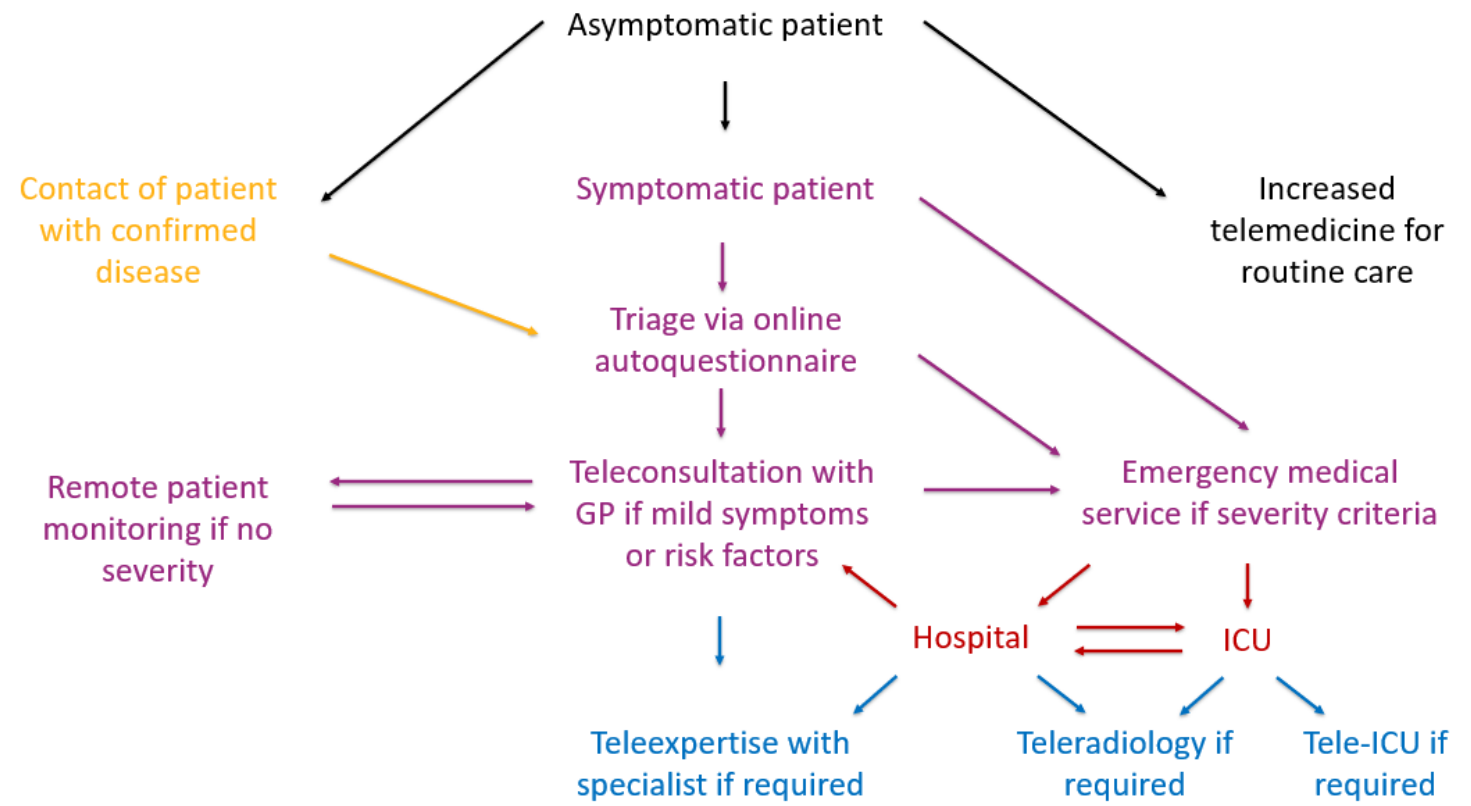 Asymptomatic patient
Contact of patient
with confirmed
disease
Symptomatic patient
Increased
telemedicine for
routine care
Triage via online
autoquestionnaire
Remote patient
monitoring if no
severity
Teleconsultation with
GP if mild symptoms
or risk factors
Emergency medical
service if severity criteria
Hospital
ICU
Teleexpertise with
specialist if required
Teleradiology if
required
Tele-ICU if
required